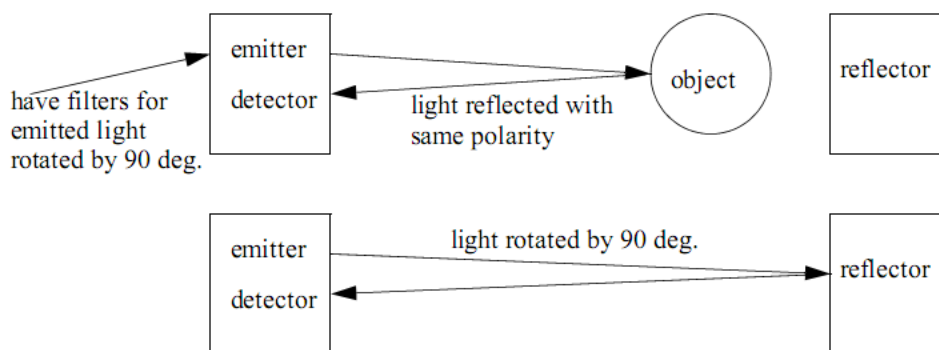 emitter
detector
have filters for
emitted light
rotated by 90 deg.
light reflected with
same polarity
object
reflector
emitter
detector
light rotated by 90 deg.
reflector